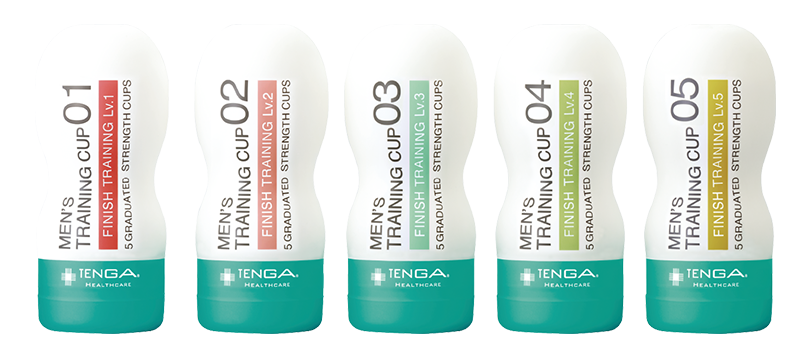 MEN'S
TRAINING CUP 01
FINISH TRAINING Lv.1
5 GRADUATED STRENGTH CUPS
TENGA®
HEALTHCARE
MEN'S
TRAINING CUP 02
FINISH TRAINING Lv.2
5 GRADUATED STRENGTH CUPS
TENGA®
HEALTHCARE
MEN'S
TRAINING CUP 03
FINISH TRAINING Lv.3
5 GRADUATED STRENGTH CUPS
TENGA®
HEALTHCARE
MEN'S
TRAINING CUP 04
FINISH TRAINING Lv.4
5 GRADUATED STRENGTH CUPS
TENGA®
HEALTHCARE
MEN'S
TRAINING CUP 05
FINISH TRAINING Lv.5
5 GRADUATED STRENGTH CUPS
TENGA®
HEALTHCARE